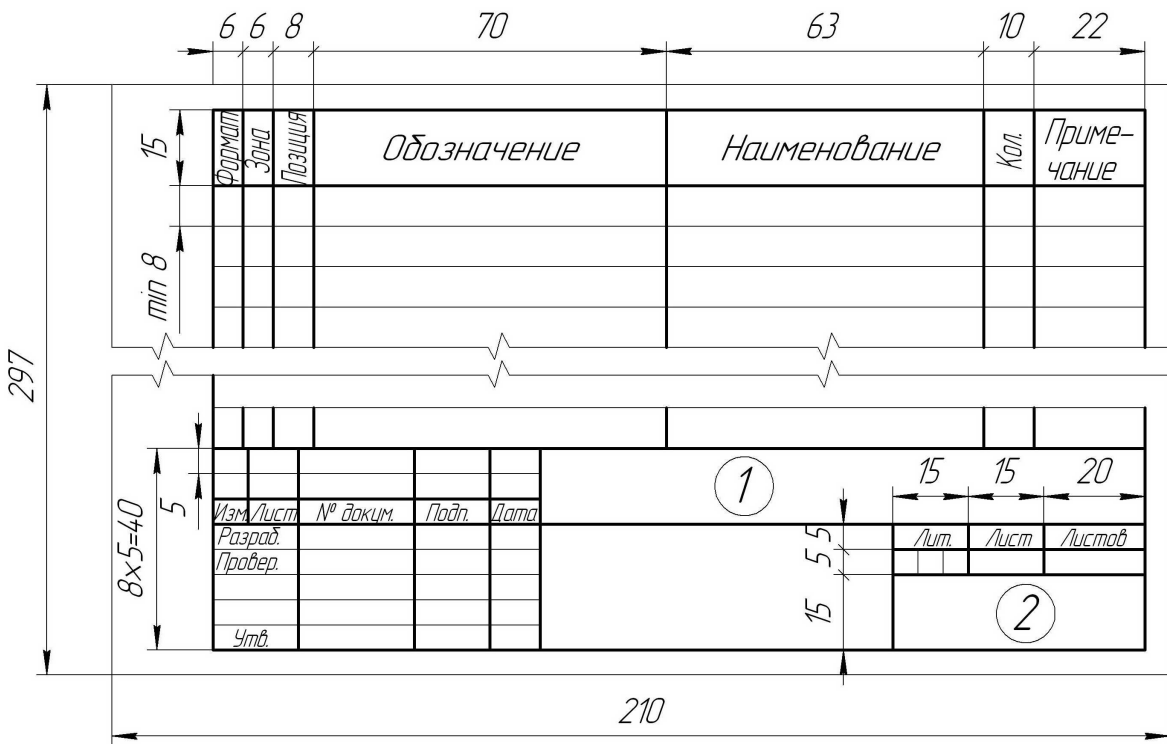 6 6 8 70 63 10 22
15
Формат
Зона
Позиция
Обозначение
Наименование
Кол.
Приме-
чание
min 8
297
8x5=40
5
1
15 15 20
Изм Лист № докум. Подп. Дата
Разраб.
Провер.
Утв.
5
5
15
Лит. Лист Листов
2
210